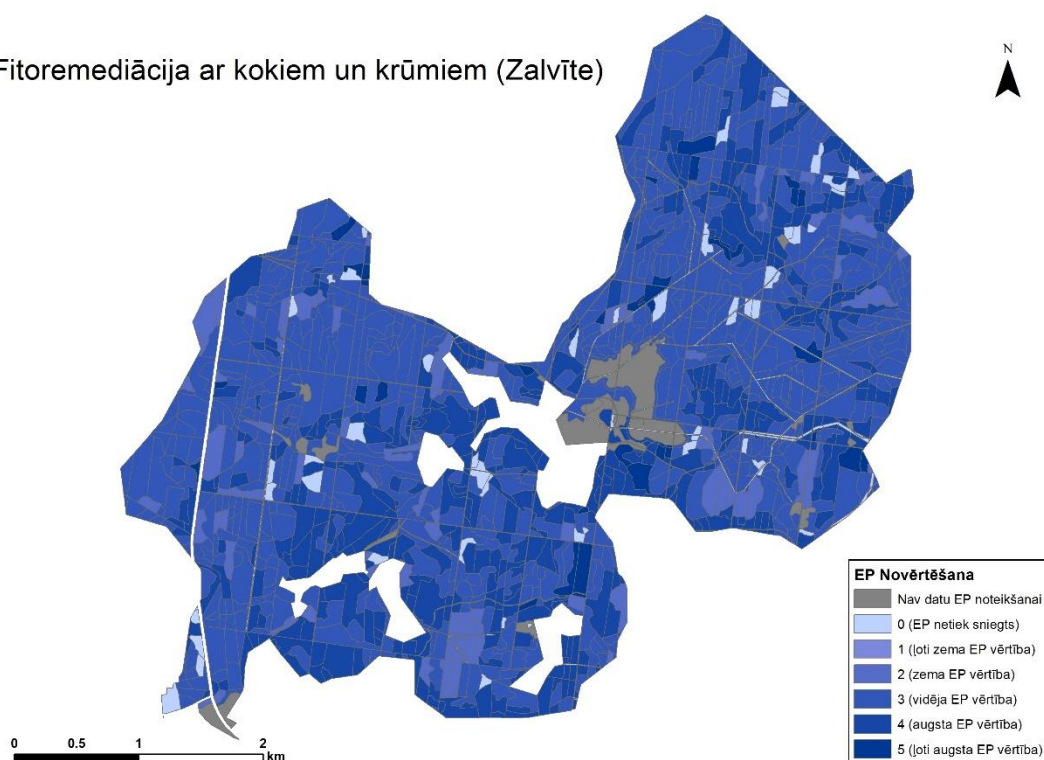 Fitoremediācija ar kokiem un krūmiem (Zalvīte)
N
EP Novērtēšana
Nav datu EP noteikšanai
0 (EP netiek sniegts)
1 (ļoti zema EP vērtība)
2 (zema EP vērtība)
3 (vidēja EP vērtība)
4 (augsta EP vērtība)
5 (ļoti augsta EP vērtība)
0 0.5 1 2
km